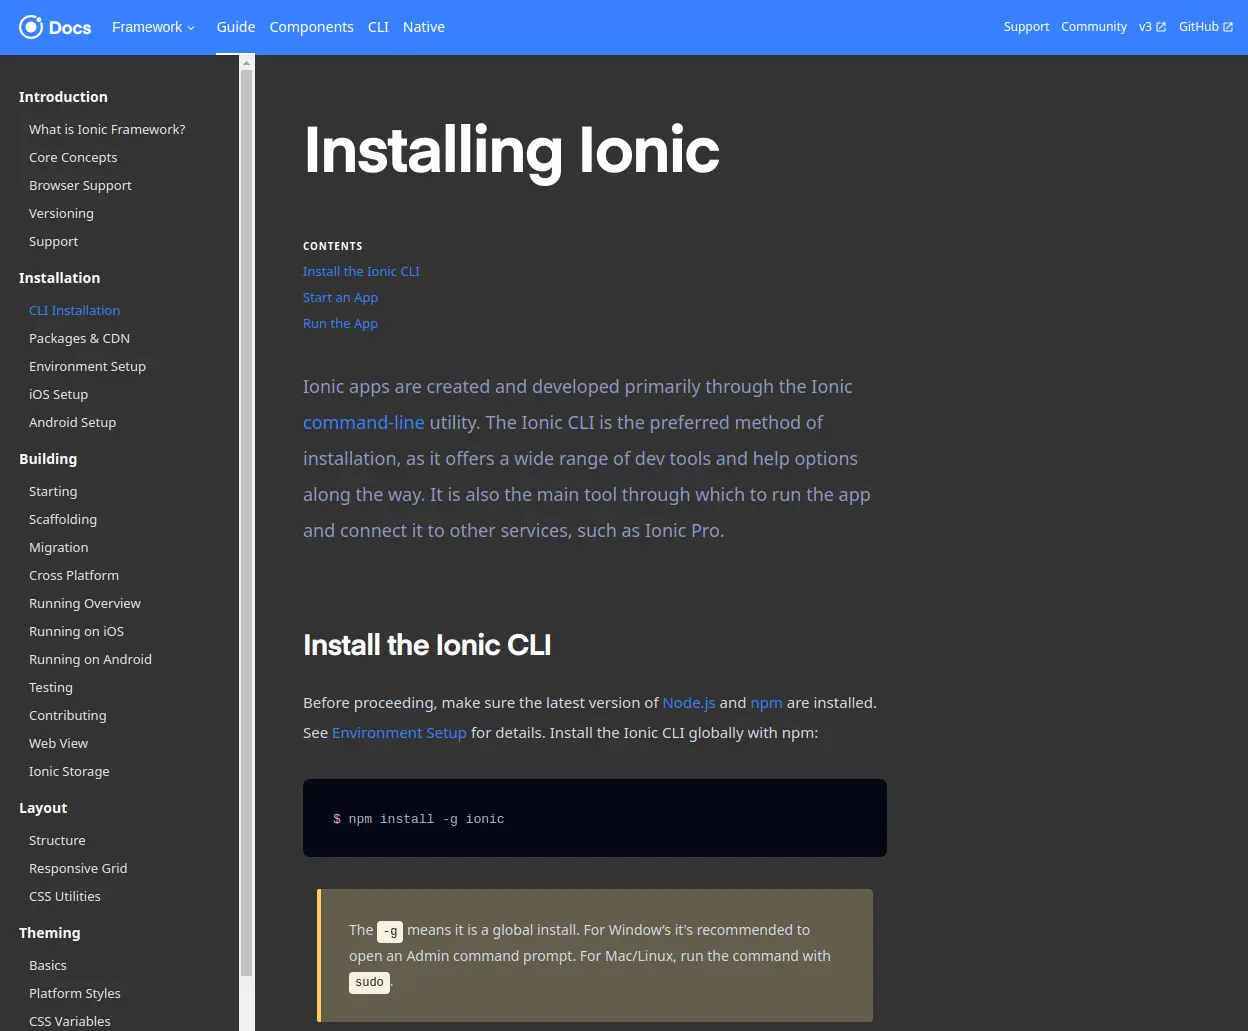 Docs Framework Guide Components CLI Native Support Community v3 GitHub
Introduction
What is Ionic Framework?
Core Concepts
Browser Support
Versioning
Support
Installation
CLI Installation
Packages & CDN
Environment Setup
iOS Setup
Android Setup
Building
Starting
Scaffolding
Migration
Cross Platform
Running Overview
Running on iOS
Running on Android
Testing
Contributing
Web View
Ionic Storage
Layout
Structure
Responsive Grid
CSS Utilities
Theming
Basics
Platform Styles
CSS Variables
Installing Ionic
CONTENTS
Install the Ionic CLI
Start an App
Run the App
Ionic apps are created and developed primarily through the Ionic
command-line utility. The Ionic CLI is the preferred method of
installation, as it offers a wide range of dev tools and help options
along the way. It is also the main tool through which to run the app
and connect it to other services, such as Ionic Pro.
Install the Ionic CLI
Before proceeding, make sure the latest version of Node.js and npm are installed.
See Environment Setup for details. Install the Ionic CLI globally with npm:
$ npm install -g ionic
The -g means it is a global install. For Window's it's recommended to
open an Admin command prompt. For Mac/Linux, run the command with
sudo.